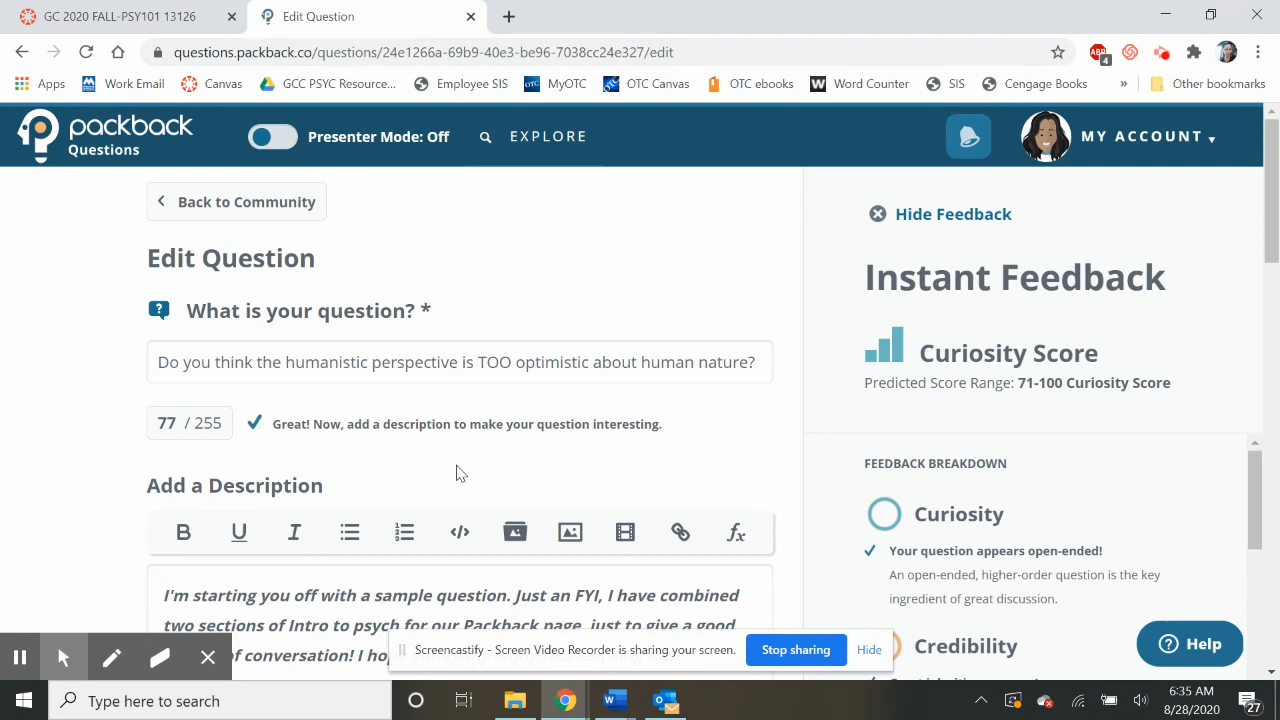 GC 2020 FALL-PSY101 13126
Edit Question
questions.packback.co/questions/24e1266a-69b9-40e3-be96-7038cc24e327/edit
ABP
4
Apps
Work Email
Canvas
GCC PSYC Resource...
Employee SIS
OTC
MyOTC
OTC
OTC Canvas
OTC ebook
W
Word Counter
SIS
Cengage Books
»
Other bookmarks
packback
Questions
Presenter Mode: Off
EXPLORE
MY ACCOUNT
Back to Community
Hide Feedback
Edit Question
Instant Feedback
What is your question? *
Curiosity Score
Do you think the humanistic perspective is TOO optimistic about human nature?
Predicted Score Range: 71-100 Curiosity Score
77 / 255
Great! Now, add a description to make your question interesting.
FEEDBACK BREAKDOWN
Add a Description
Curiosity
B U I </> fx
Your question appears open-ended!
An open-ended, higher-order question is the key
ingredient of great discussion.
I'm starting you off with a sample question. Just an FYI, I have combined
two sections of Intro to psych for our Packback page, just to give a good
of conversation! I
Screencastify - Screen Video Recorder is sharing your screen.
Stop sharing
Hide
Credibility
Help
Type here to search
6:35 AM
8/28/2020
27